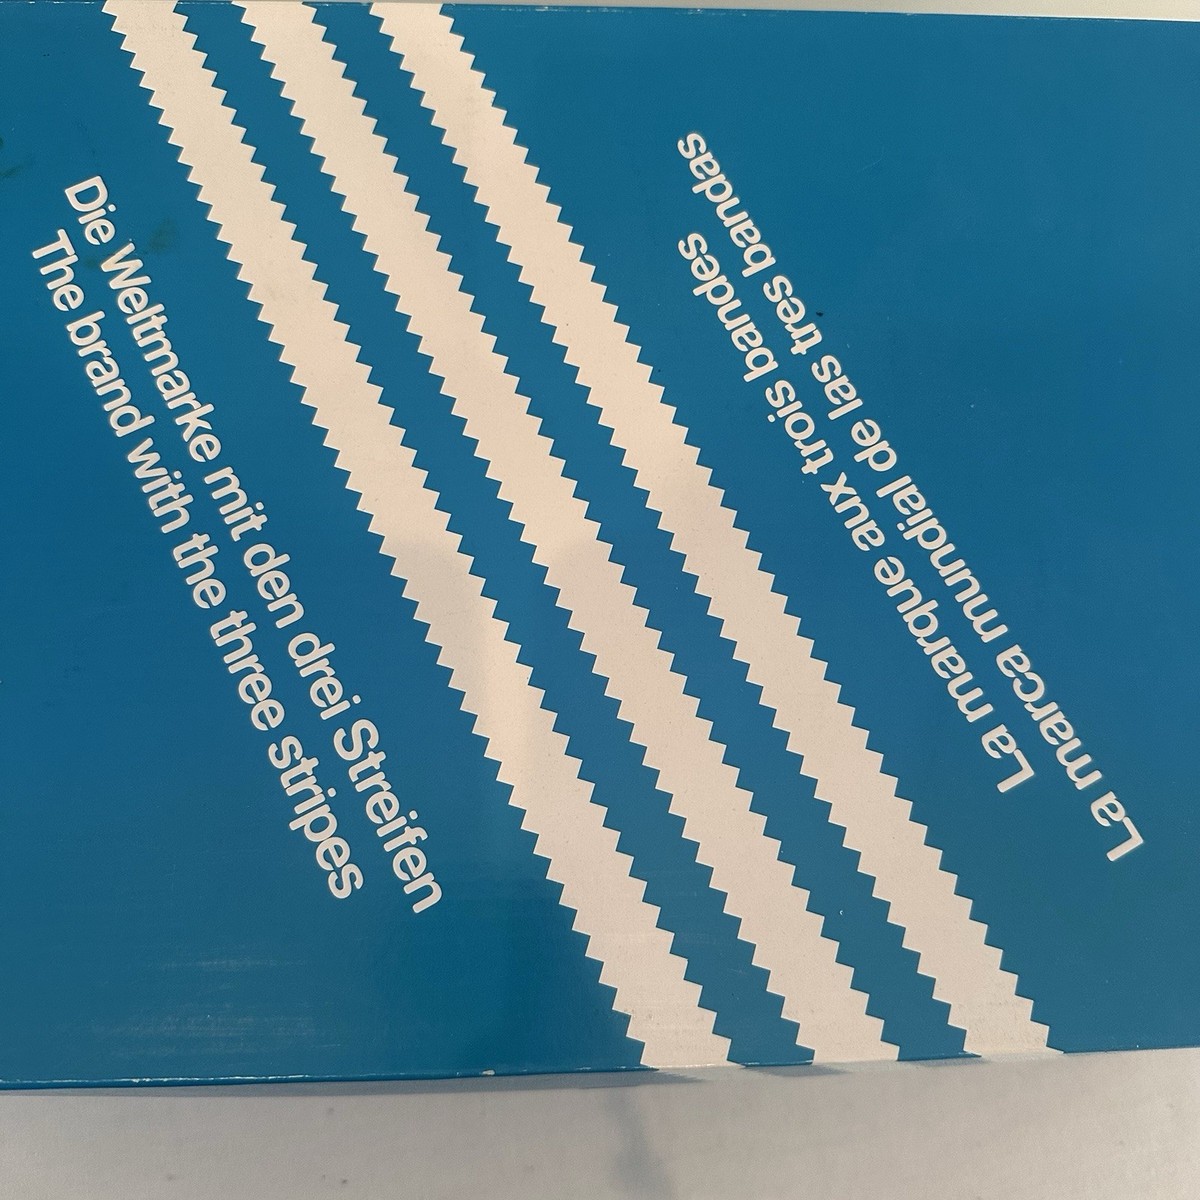 Die Weltmarke mit den drei Streifen
The brand with the three stripes
La marque aux trois bandes
La marca mundial de las tres bandas